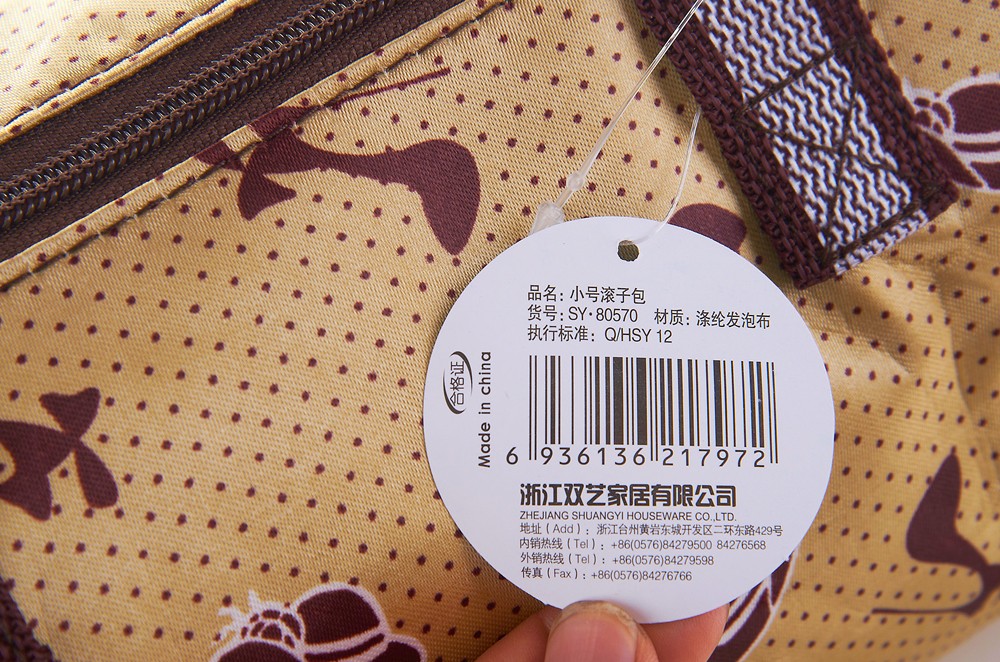 品名: 小号滚子包
货号: SY·80570 材质: 涤纶发泡布
执行标准: Q/HSY 12
合格证
Made in china
6 936136 217972
浙江双艺家居有限公司
ZHEJIANG SHUANGYI HOUSEWARE CO.,LTD.
地址（Add）: 浙江台州黄岩东城开发区二环东路429号
内销热线（Tel）: +86(0576)84279500 84276568
外销热线（Tel）: +86(0576)84279598
传真（Fax）: +86(0576)84276766